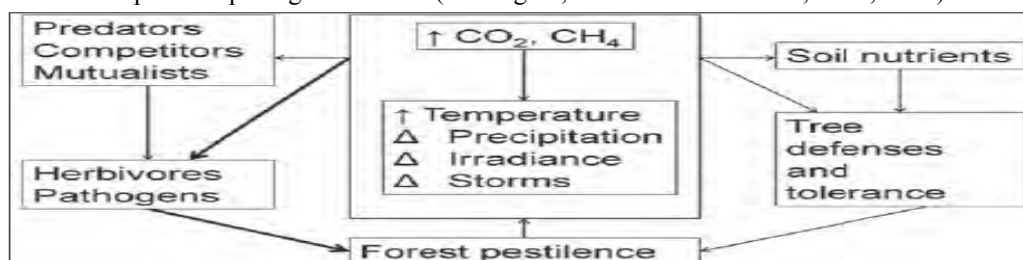 Predators
Competitors
Mutualists
↑ CO₂, CH₄
Soil nutrients
↑ Temperature
Δ Precipitation
Δ Irradiance
Δ Storms
Tree
defenses
and
tolerance
Herbivores
Pathogens
Forest pestilence